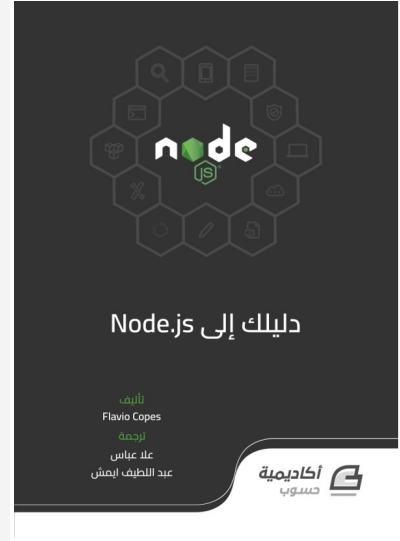 node
JS
دليلك إلى Node.js
تأليف
Flavio Copes
ترجمة
علا عباس
عبد اللطيف ايمش
أكاديمية
حسوب